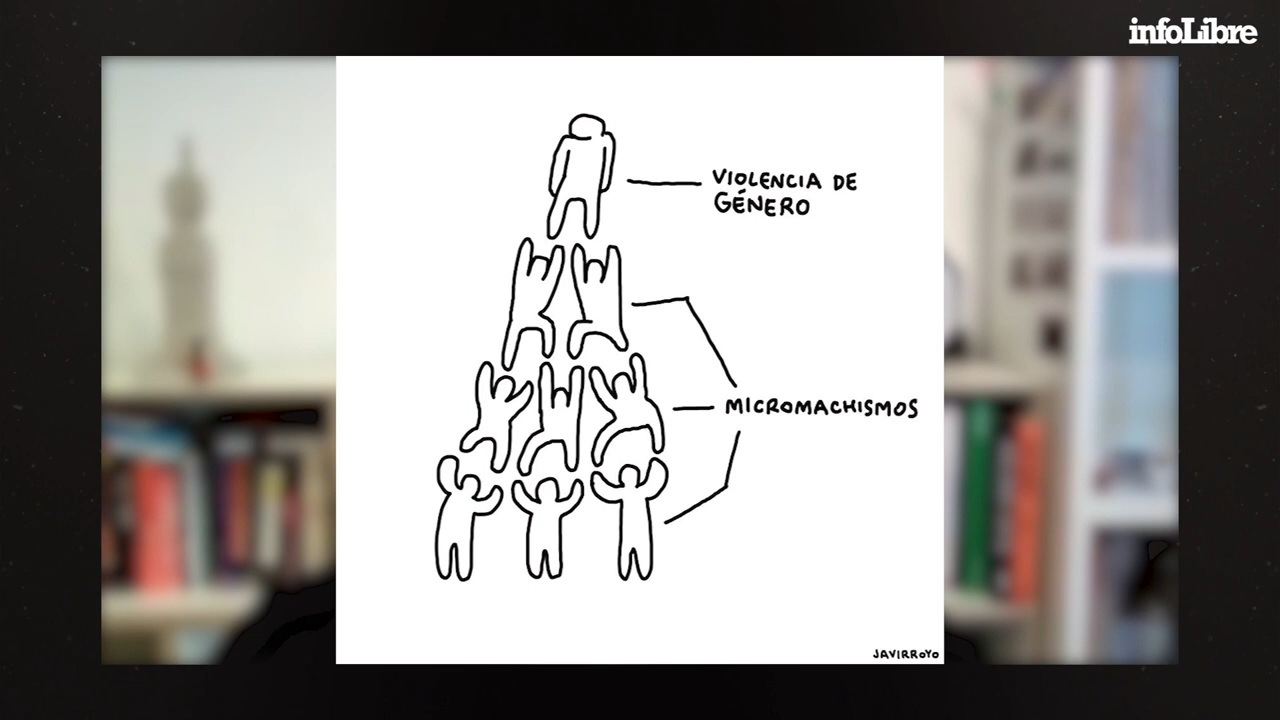 infoLibre
VIOLENCIA DE
GÉNERO
MICROMACHISMOS
JAVIRROYO